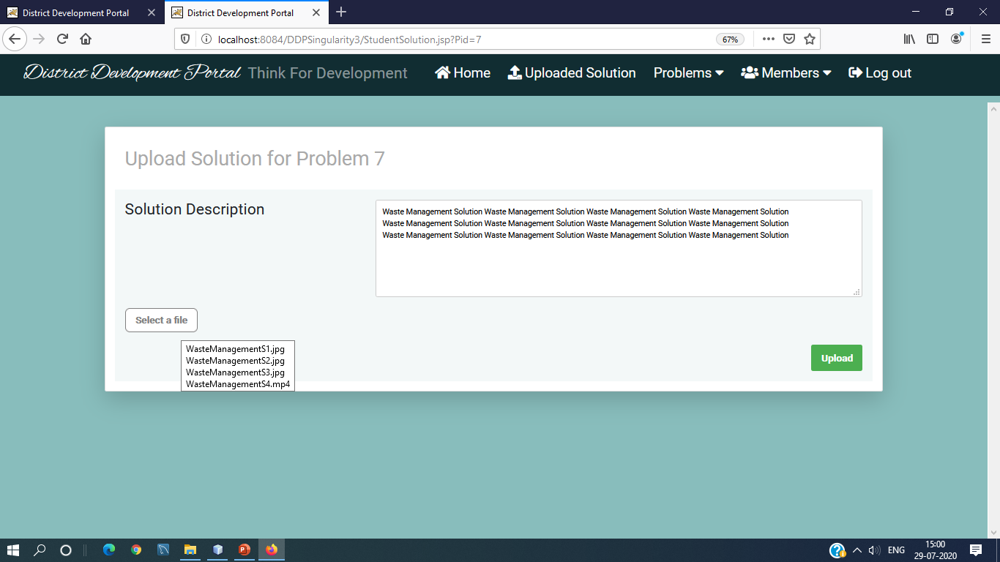 District Development Portal
District Development Portal
localhost:8084/DDPSingularity3/StudentSolution.jsp?Pid=7
67%
District Development Portal Think For Development Home Uploaded Solution Problems Members Log out
Upload Solution for Problem 7
Solution Description
Waste Management Solution Waste Management Solution Waste Management Solution Waste Management Solution
Waste Management Solution Waste Management Solution Waste Management Solution Waste Management Solution
Waste Management Solution Waste Management Solution Waste Management Solution Waste Management Solution
Select a file
WasteManagementS1.jpg
WasteManagementS2.jpg
WasteManagementS3.jpg
WasteManagementS4.mp4
Upload
ENG
15:00
29-07-2020